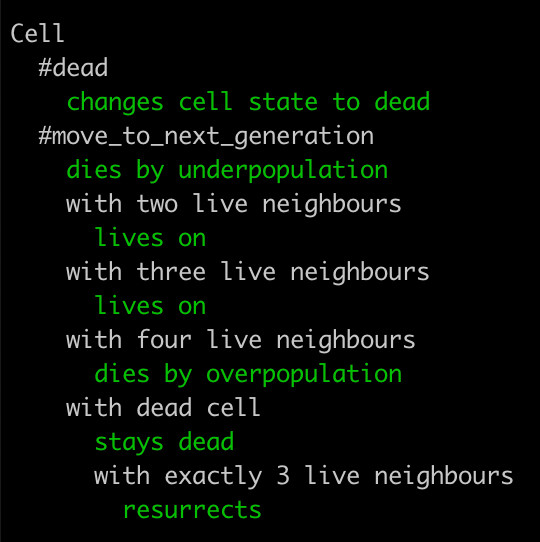 Cell
#dead
changes cell state to dead
#move_to_next_generation
dies by underpopulation
with two live neighbours
lives on
with three live neighbours
lives on
with four live neighbours
dies by overpopulation
with dead cell
stays dead
with exactly 3 live neighbours
resurrects